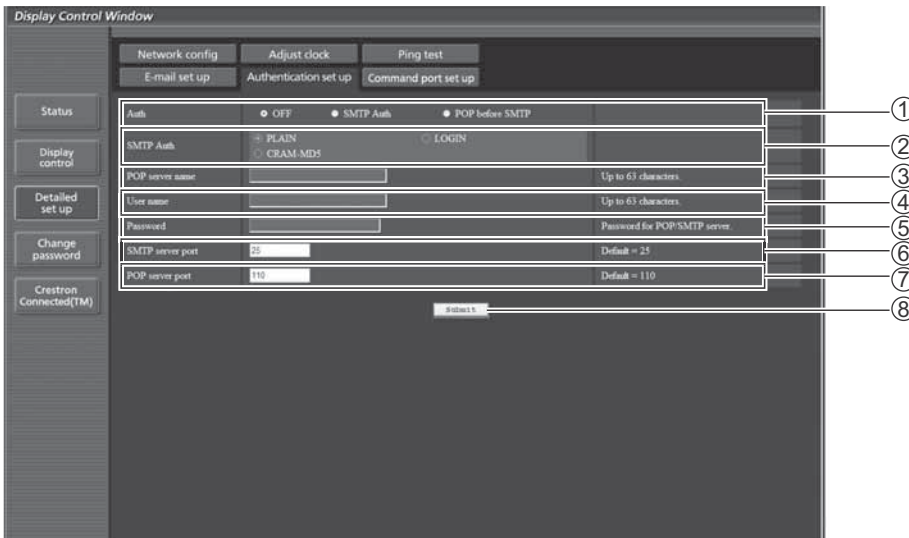 Display Control Window
Network config Adjust clock Ping test
E-mail set up Authentication set up Command port set up
Status
Display control
Detailed set up
Change password
Crestron Connected(TM)
Auth OFF SMTP Auth POP before SMTP ①
SMTP Auth PLAIN LOGIN CRAM-MD5 ②
POP server name Up to 63 characters. ③
User name Up to 63 characters. ④
Password Password for POP/SMTP server. ⑤
SMTP server port 25 Default = 25 ⑥
POP server port 110 Default = 110 ⑦
Submit ⑧